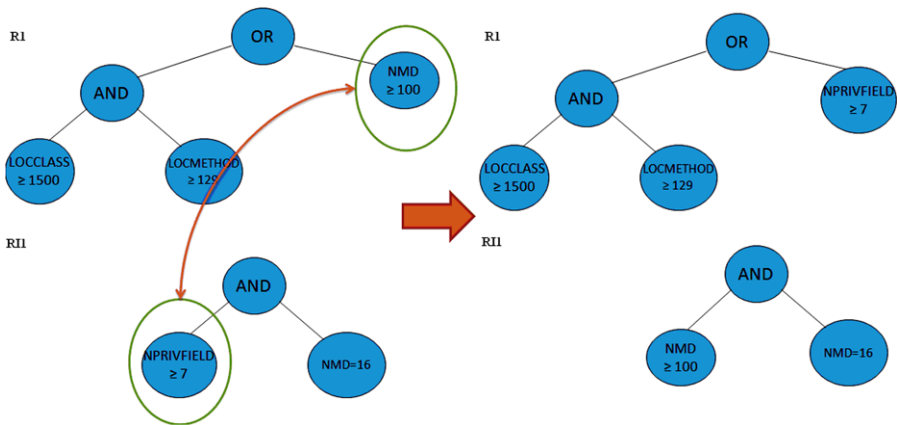 R1
OR
NMD
≥ 100
AND
LOCCLASS
≥ 1500
LOCMETHOD
≥ 129
RI1
AND
NPRIVFIELD
≥ 7
NMD=16
R1
OR
NPRIVFIELD
≥ 7
AND
LOCCLASS
≥ 1500
LOCMETHOD
≥ 129
RI1
AND
NMD
≥ 100
NMD=16